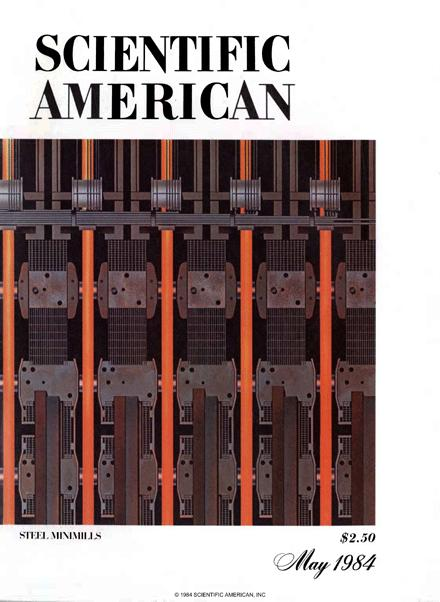 SCIENTIFIC
AMERICAN
STEEL MINIMILLS
$2.50
May 1984
© 1984 SCIENTIFIC AMERICAN, INC